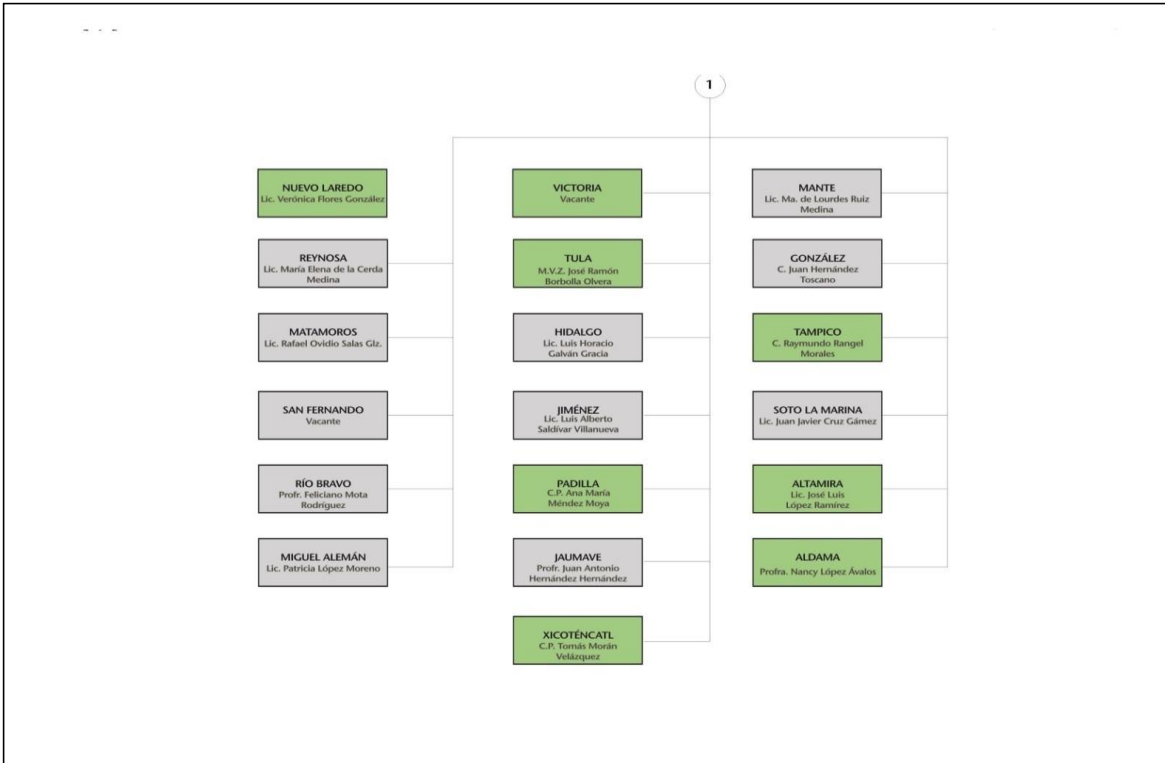 1
NUEVO LAREDO
Lic. Verónica Flores González
REYNOSA
Lic. María Elena de la Cerda
Medina
MATAMOROS
Lic. Rafael Ovidio Salas Glz.
SAN FERNANDO
Vacante
RÍO BRAVO
Profr. Feliciano Mota
Rodríguez
MIGUEL ALEMÁN
Lic. Patricia López Moreno
VICTORIA
Vacante
TULA
M.V.Z. José Ramón
Borbolla Olvera
HIDALGO
Lic. Luis Horacio
Galván Gracia
JIMÉNEZ
Lic. Luis Alberto
Saldívar Villanueva
PADILLA
C.P. Ana María
Méndez Moya
JAUMAVE
Profr. Juan Antonio
Hernández Hernández
XICOTÉNCATL
C.P. Tomás Morán
Velázquez
MANTE
Lic. Ma. de Lourdes Ruiz
Medina
GONZÁLEZ
C. Juan Hernández
Toscano
TAMPICO
C. Raymundo Rangel
Morales
SOTO LA MARINA
Lic. Juan Javier Cruz Gámez
ALTAMIRA
Lic. José Luis
López Ramírez
ALDAMA
Profra. Nancy López Ávalos